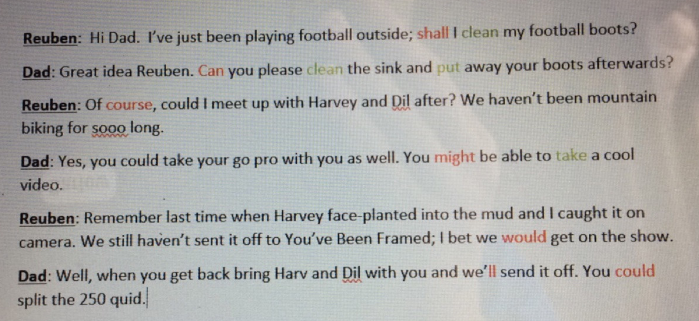 Reuben: Hi Dad. I've just been playing football outside; shall I clean my football boots?
Dad: Great idea Reuben. Can you please clean the sink and put away your boots afterwards?
Reuben: Of course, could I meet up with Harvey and Dil after? We haven't been mountain
biking for sooo long.
Dad: Yes, you could take your go pro with you as well. You might be able to take a cool
video.
Reuben: Remember last time when Harvey face-planted into the mud and I caught it on
camera. We still haven't sent it off to You've Been Framed; I bet we would get on the show.
Dad: Well, when you get back bring Harv and Dil with you and we'll send it off. You could
split the 250 quid.